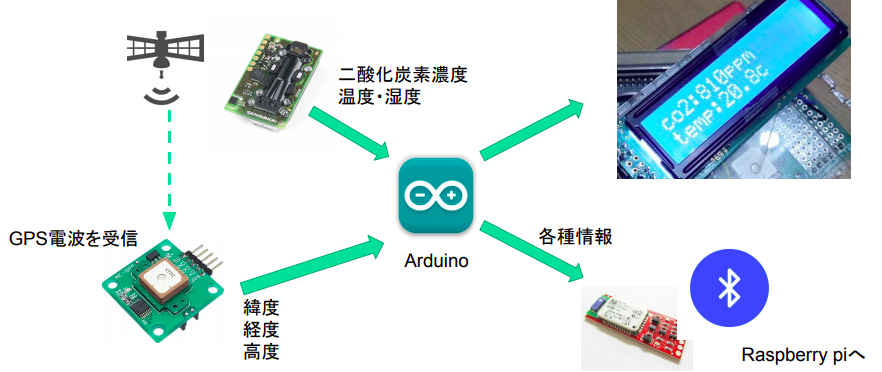 二酸化炭素濃度
温度・湿度
SENSIRION
co2:810PPM
temp:20.8c
GPS電波を受信
Arduino
各種情報
緯度
経度
高度
Raspberry piへ